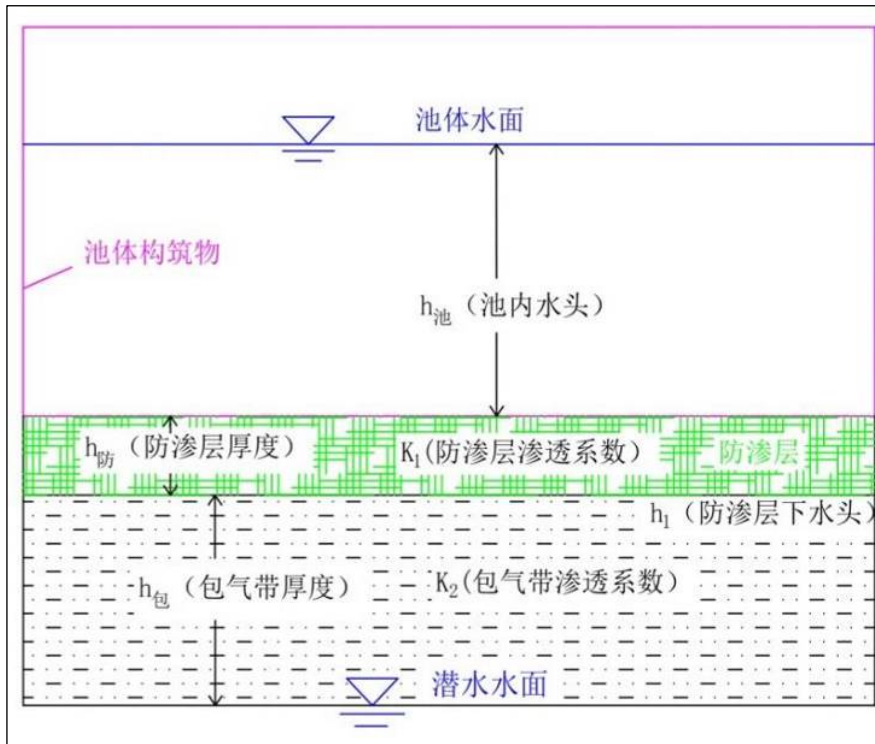 池体水面
池体构筑物
h池（池内水头）
h防（防渗层厚度）
K1(防渗层渗透系数)
防渗层
h1（防渗层下水头）
h包（包气带厚度）
K2(包气带渗透系数)
潜水水面